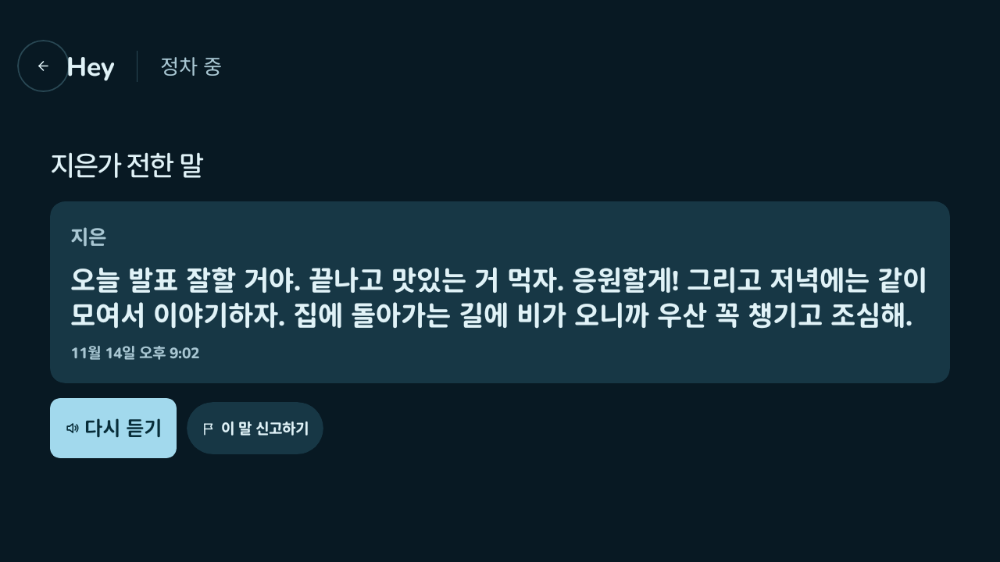 Hey
정차 중
지은가 전한 말
지은
오늘 발표 잘할 거야. 끝나고 맛있는 거 먹자. 응원할게! 그리고 저녁에는 같이
모여서 이야기하자. 집에 돌아가는 길에 비가 오니까 우산 꼭 챙기고 조심해.
11월 14일 오후 9:02
다시 듣기
이 말 신고하기